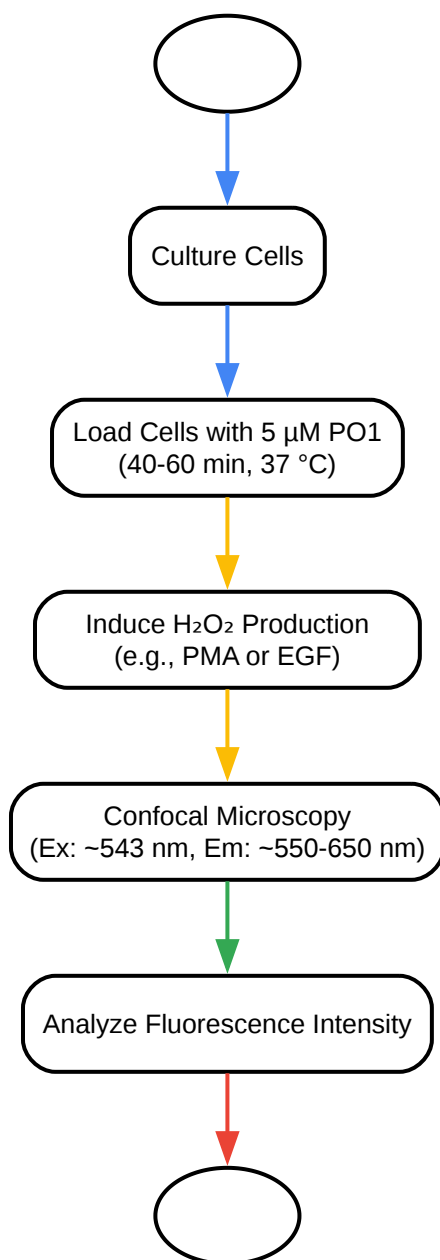 Culture Cells
Load Cells with 5 µM PO1
(40-60 min, 37 °C)
Induce H₂O₂ Production
(e.g., PMA or EGF)
Confocal Microscopy
(Ex: ~543 nm, Em: ~550-650 nm)
Analyze Fluorescence Intensity